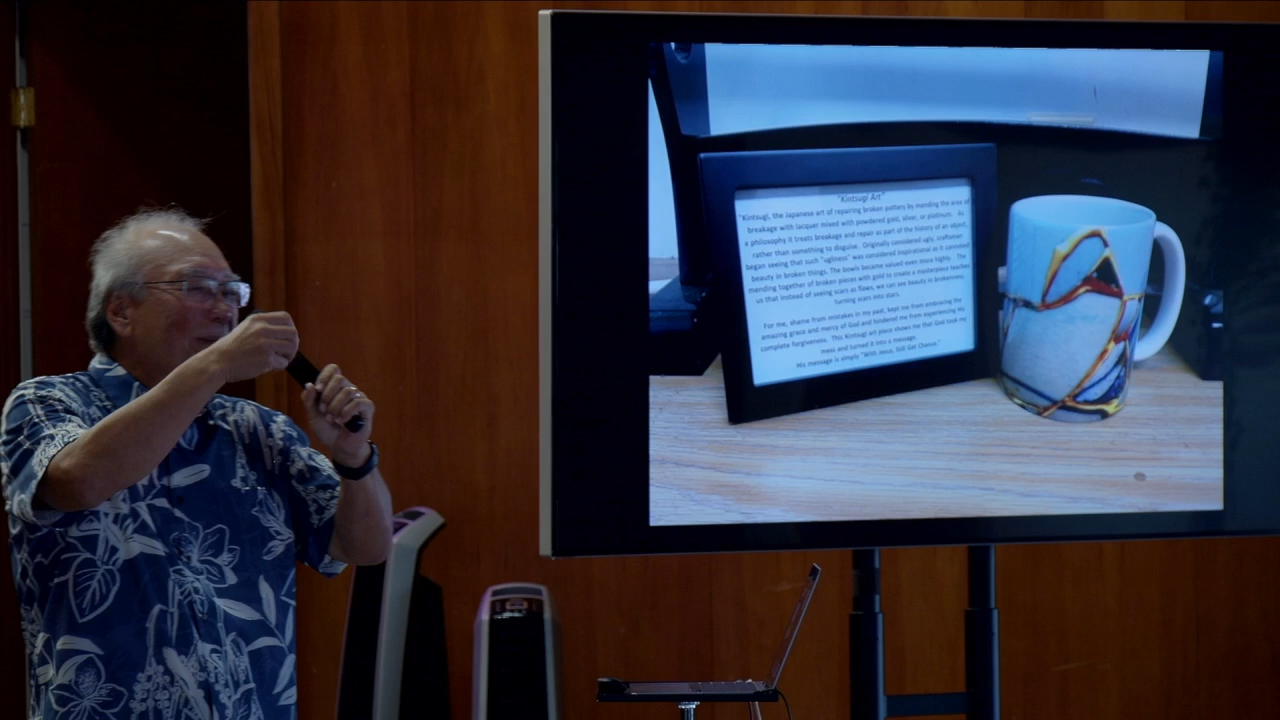 "Kintsugi Art"
"Kintsugi, the Japanese art of repairing broken pottery by mending the area of
breakage with lacquer mixed with powdered gold, silver, or platinum. As
a philosophy it treats breakage and repair as part of the history of an object,
rather than something to disguise. Originally considered ugly, craftsmen
began seeing that such "ugliness" was considered inspirational as it cannoted
beauty in broken things. The bowls became valued even more highly. The
mending together of broken pieces with gold to create a masterpiece teaches
us that instead of seeing scars as flaws, we can see beauty in brokenness,
turning scars into stars.
For me, shame from mistakes in my past, kept me from embracing the
amazing grace and mercy of God and hindered me from experiencing His
complete forgiveness. This Kintsugi art piece shows me that God took my
mess and turned it into a message.
His message is simply "With Jesus, Still Get Chance."